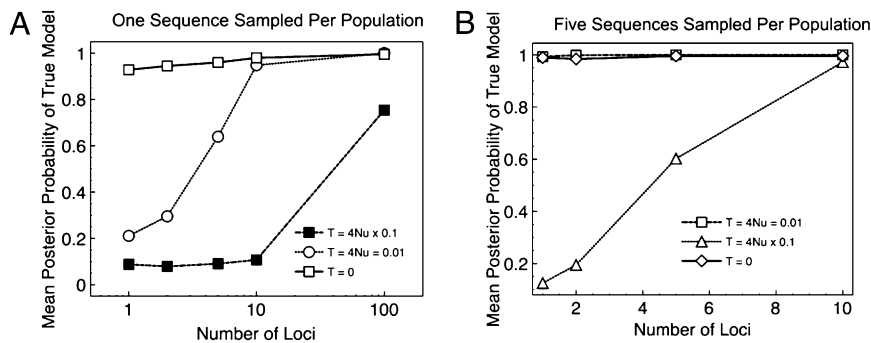 A
One Sequence Sampled Per Population
Mean Posterior Probability of True Model
1
0.8
0.6
0.4
0.2
0
T = 4Nu x 0.1
T = 4Nu = 0.01
T = 0
1
10
100
Number of Loci
B
Five Sequences Sampled Per Population
Mean Posterior Probability of True Model
1
0.8
0.6
0.4
0.2
T = 4Nu = 0.01
T = 4Nu x 0.1
T = 0
2
4
6
8
10
Number of Loci